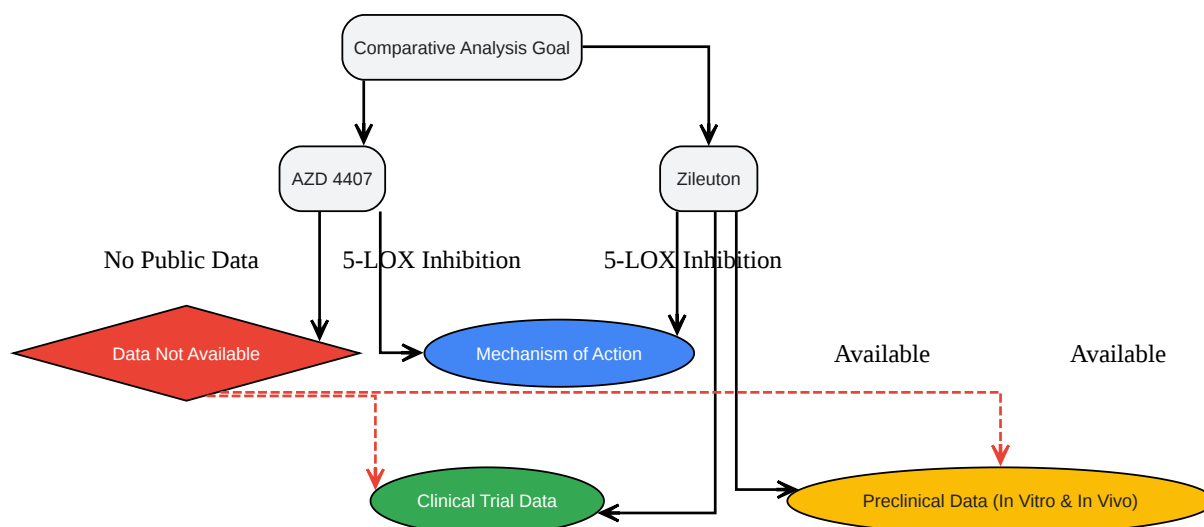 Comparative Analysis Goal
AZD 4407
Zileuton
No Public Data
5-LOX Inhibition
5-LOX Inhibition
Data Not Available
Mechanism of Action
Available
Available
Clinical Trial Data
Preclinical Data (In Vitro & In Vivo)